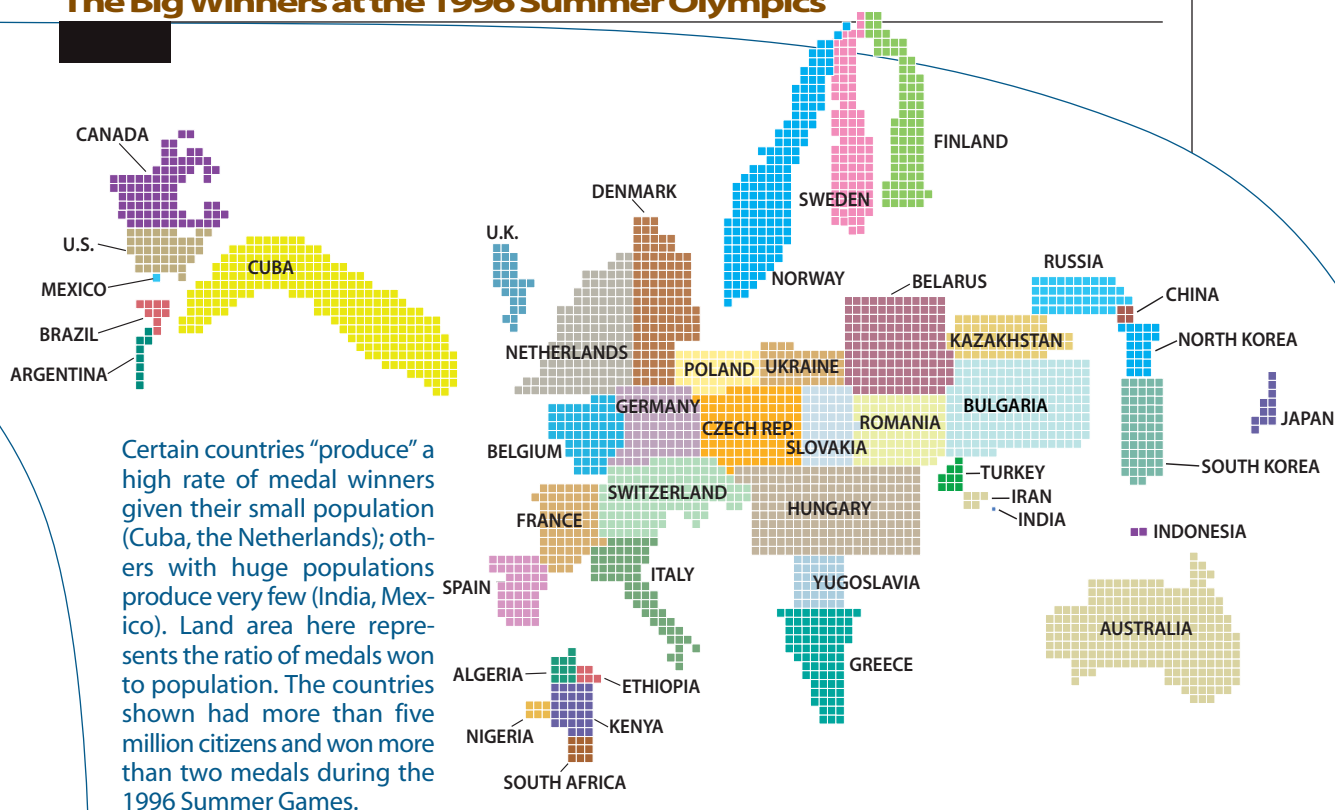 The Big Winners at the 1996 Summer Olympics
CANADA
U.S.
MEXICO
BRAZIL
ARGENTINA
CUBA
U.K.
DENMARK
NETHERLANDS
FINLAND
SWEDEN
NORWAY
BELARUS
RUSSIA
CHINA
NORTH KOREA
KAZAKHSTAN
POLAND
UKRAINE
GERMANY
CZECH REP.
SLOVAKIA
ROMANIA
BULGARIA
JAPAN
BELGIUM
SOUTH KOREA
TURKEY
IRAN
INDIA
SWITZERLAND
HUNGARY
FRANCE
INDONESIA
SPAIN
ITALY
YUGOSLAVIA
AUSTRALIA
GREECE
ALGERIA
ETHIOPIA
NIGERIA
KENYA
SOUTH AFRICA
Certain countries “produce” a
high rate of medal winners
given their small population
(Cuba, the Netherlands); oth-
ers with huge populations
produce very few (India, Mex-
ico). Land area here repre-
sents the ratio of medals won
to population. The countries
shown had more than five
million citizens and won more
than two medals during the
1996 Summer Games.